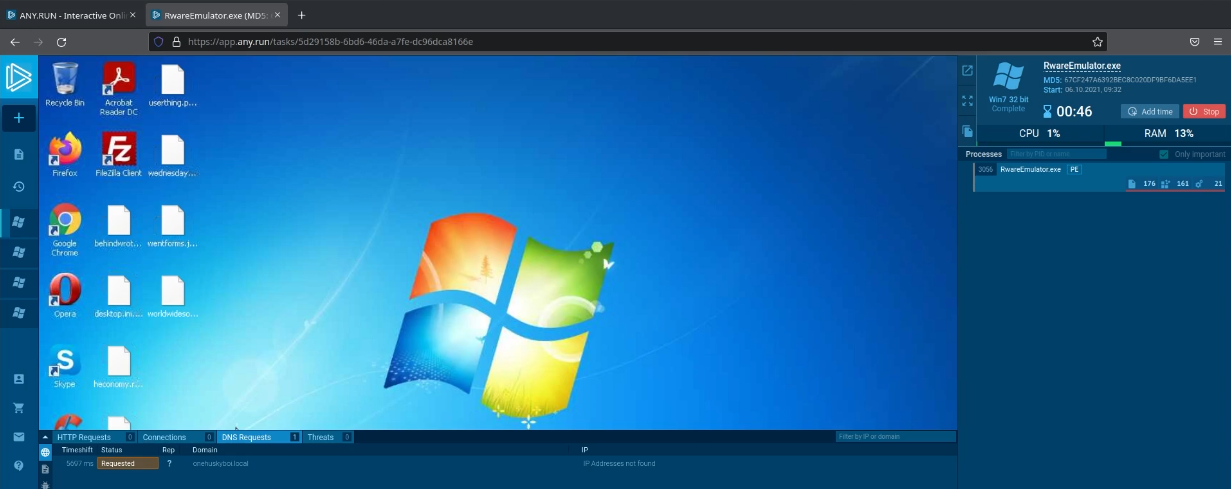 ANY.RUN - Interactive Onli
RwareEmulator.exe (MD5:
https://app.any.run/tasks/5d29158b-6bd6-46da-a7fe-dc96dca8166e
Recycle Bin
Acrobat Reader DC
userthing.p...
Firefox
FileZilla Client
wednesday...
Google Chrome
behindwrot...
wentforms.j...
Opera
desktop.ini....
worldwideso...
Skype
heconomy.r...
Win7 32 bit
Complete
RwareEmulator.exe
MD5: 67CF247A6392BEC8C020DF9BF6DA5EE1
Start: 06.10.2021, 09:32
00:46
Add time
Stop
CPU 1%
RAM 13%
Processes
Filter by PID or name
Only important
3056 RwareEmulator.exe PE
176 161 21
HTTP Requests 0
Connections 0
DNS Requests 1
Threats 0
Filter by IP or domain
Timeshift Status Rep Domain IP
5697 ms Requested ? onehuskyboi.local IP Addresses not found